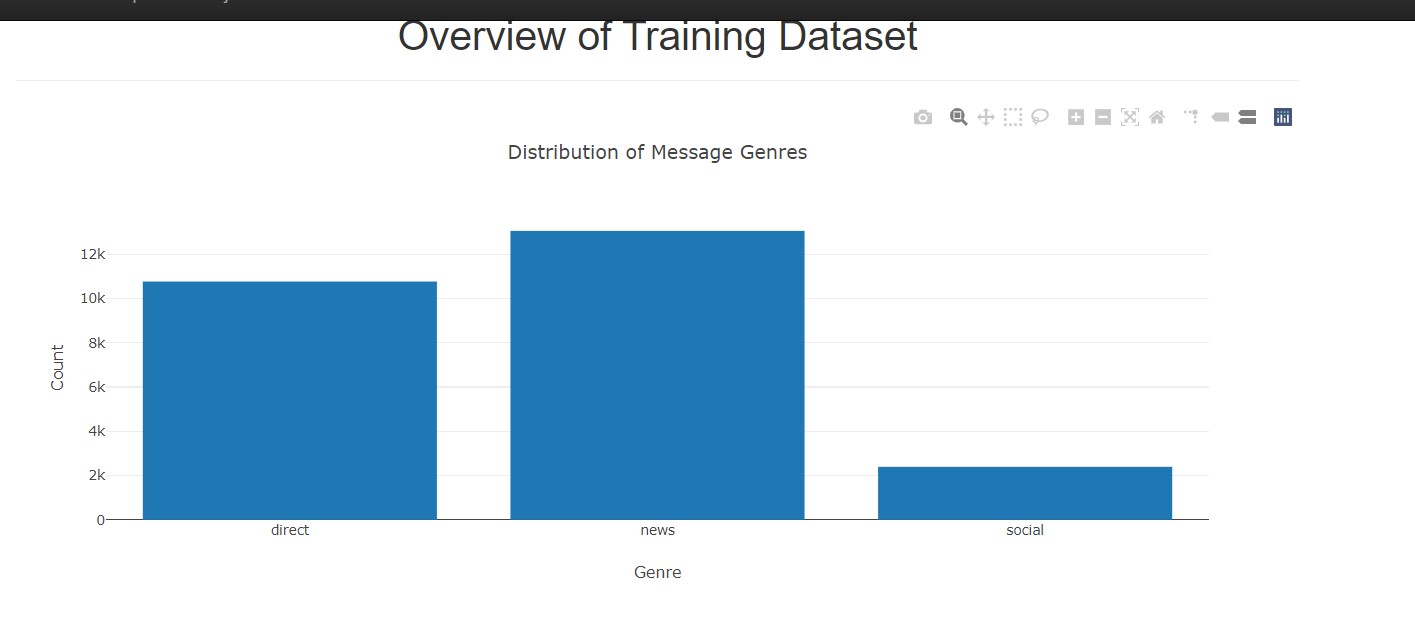 Overview of Training Dataset
Distribution of Message Genres
12k
10k
8k
6k
4k
2k
0
Count
direct news social
Genre